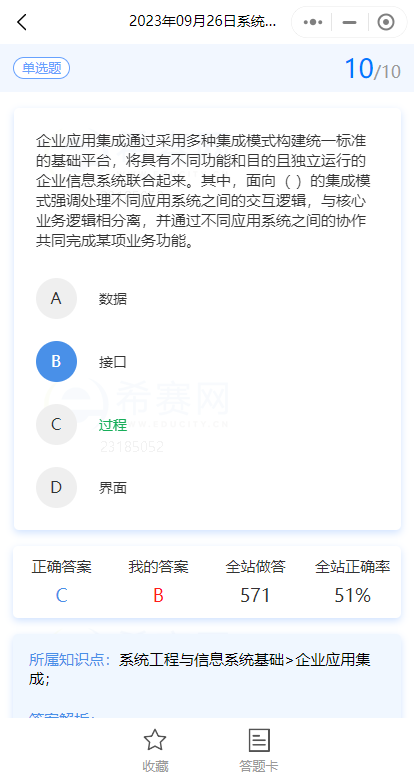 2023年09月26日系统...
单选题
10/10
企业应用集成通过采用多种集成模式构建统一标准
的基础平台，将具有不同功能和目的且独立运行的
企业信息系统联合起来。其中，面向（ ）的集成模
式强调处理不同应用系统之间的交互逻辑，与核心
业务逻辑相分离，并通过不同应用系统之间的协作
共同完成某项业务功能。
A 数据
B 接口
希赛网
C 过程
23185052
D 界面
正确答案 我的答案 全站做答 全站正确率
C B 571 51%
所属知识点：系统工程与信息系统基础>企业应用集
成；
答案解析：
收藏 答题卡